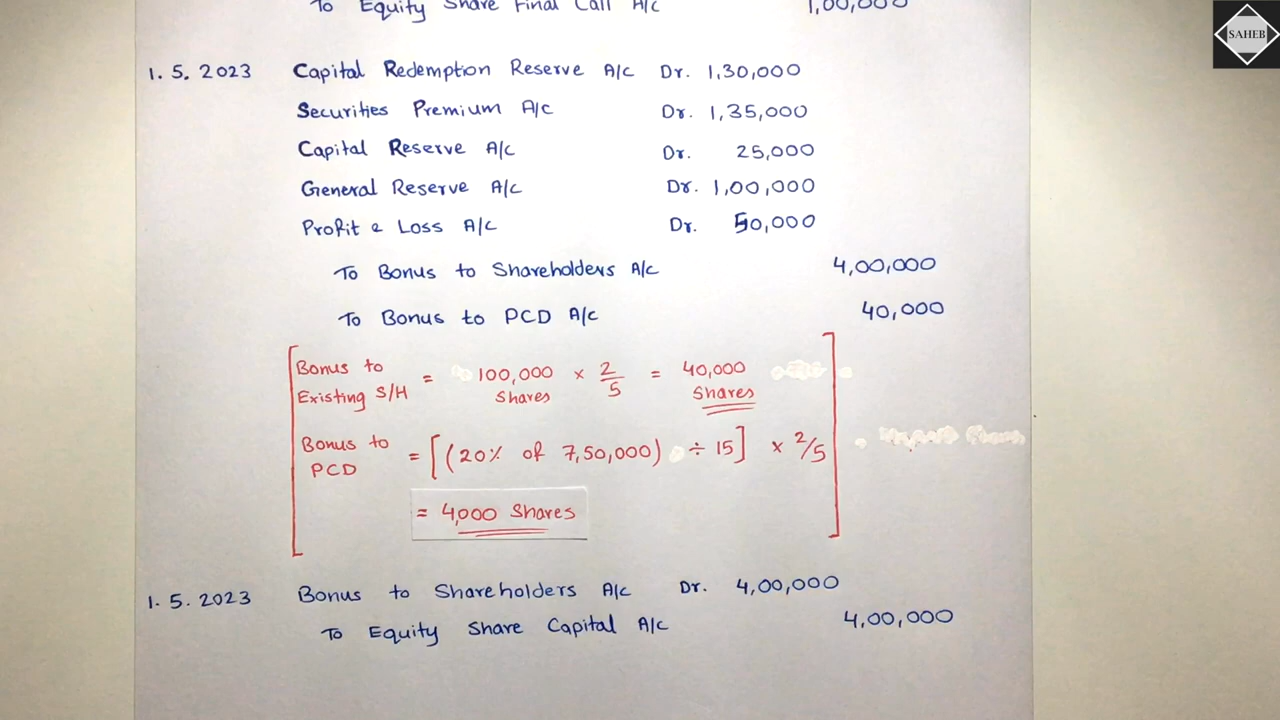 To Equity Share Final Call A/c 1,00,000
SAHEB
1.5.2023 Capital Redemption Reserve A/c Dr. 1,30,000
Securities Premium A/c Dr. 1,35,000
Capital Reserve A/c Dr. 25,000
General Reserve A/c Dr. 1,00,000
Profit & Loss A/c Dr. 50,000
To Bonus to Shareholders A/c 4,00,000
To Bonus to PCD A/c 40,000
Bonus to Existing S/H = 100,000 Shares × 2/5 = 40,000 Shares
Bonus to PCD = [(20% of 7,50,000) ÷ 15] × 2/5
= 4,000 Shares
1.5.2023 Bonus to Shareholders A/c Dr. 4,00,000
To Equity Share Capital A/c 4,00,000